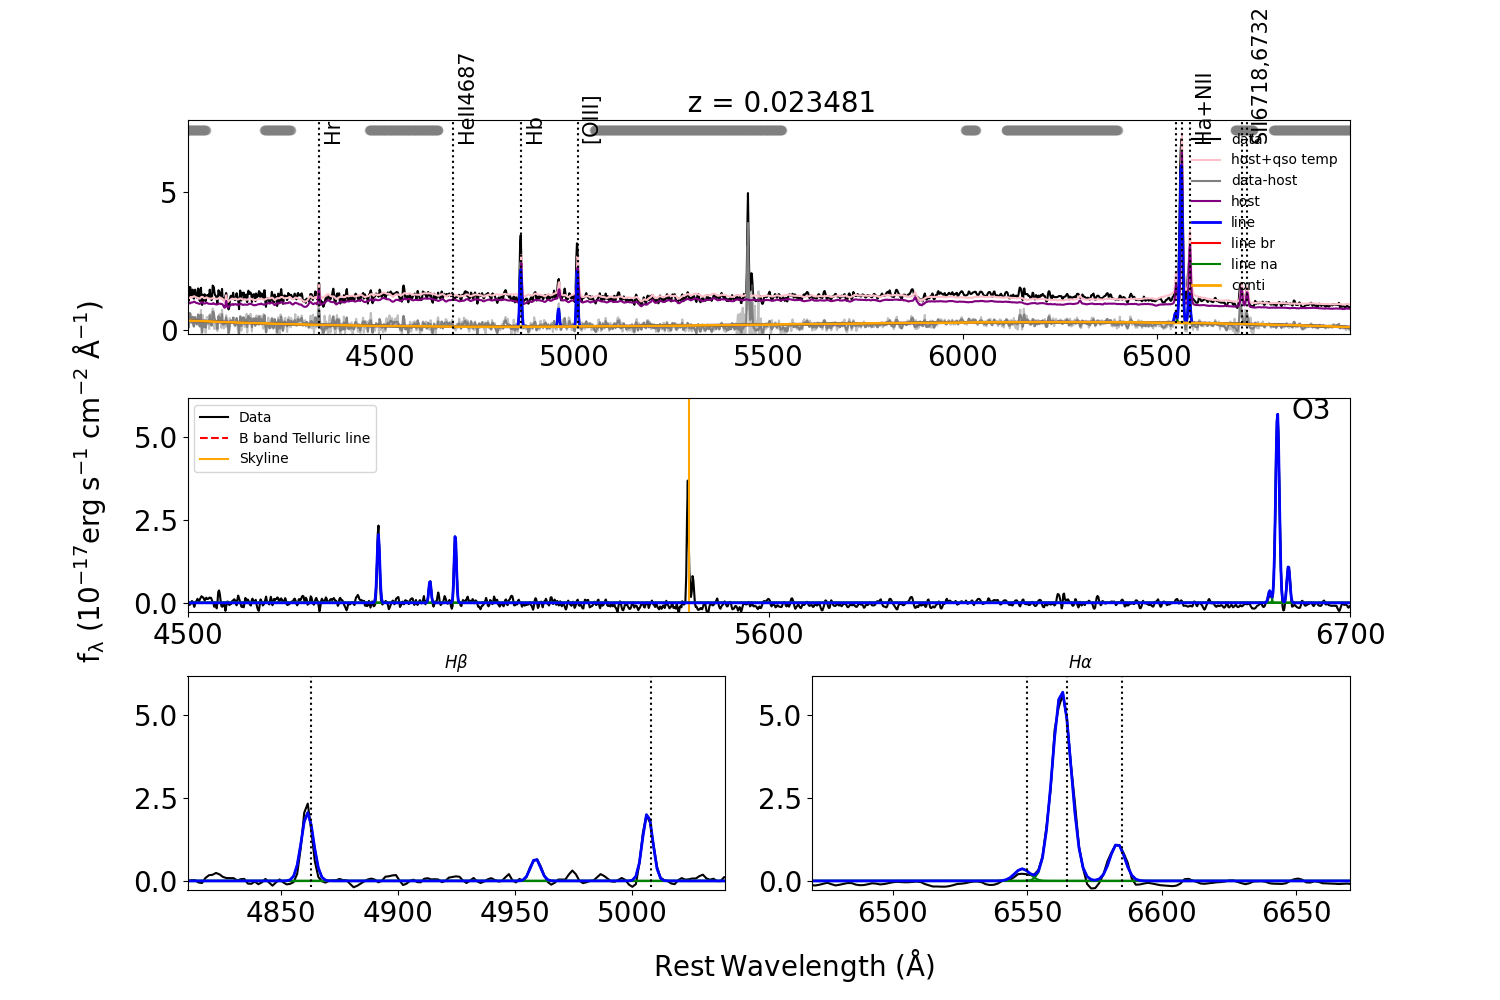 z = 0.023481
Hr
HeII4687
Hb
[OIII]
Ha+NII
SII6718,6732
data
host+qso temp
data-host
host
line
line br
line na
conti
5
0
4500 5000 5500 6000 6500
fλ (10⁻¹⁷erg s⁻¹ cm⁻² Å⁻¹)
Data
B band Telluric line
Skyline
O3
5.0
2.5
0.0
4500 5600 6700
Hβ
5.0
2.5
0.0
4850 4900 4950 5000
Hα
5.0
2.5
0.0
6500 6550 6600 6650
Rest Wavelength (Å)